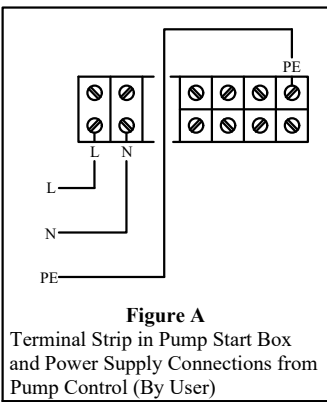 PE
L N
L
N
PE
Figure A
Terminal Strip in Pump Start Box
and Power Supply Connections from
Pump Control (By User)